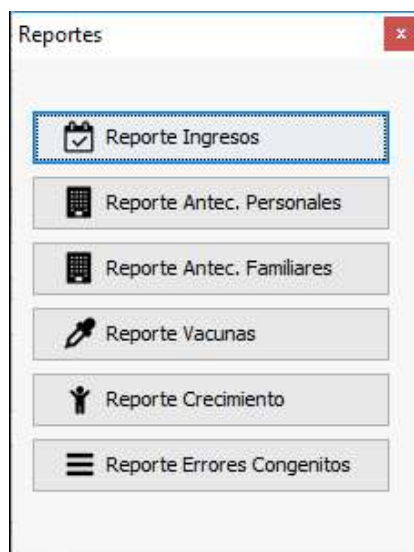 Reportes
x
Reporte Ingresos
Reporte Antec. Personales
Reporte Antec. Familiares
Reporte Vacunas
Reporte Crecimiento
Reporte Errores Congenitos